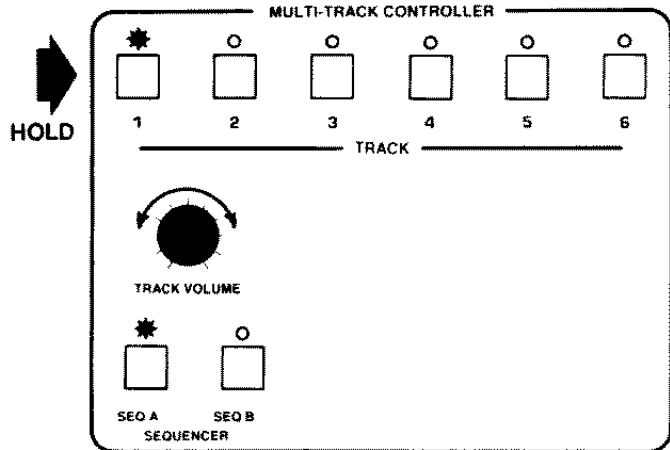 MULTI-TRACK CONTROLLER
HOLD
1 2 3 4 5 6
TRACK
TRACK VOLUME
SEQ A SEQ B
SEQUENCER